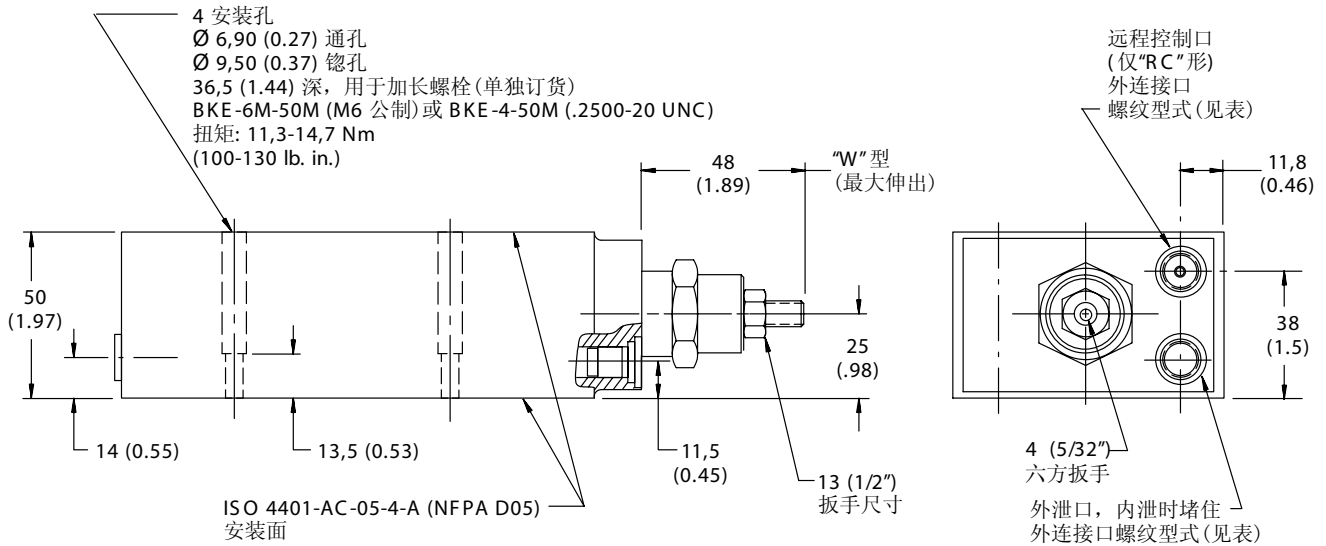 4 安装孔
Ø 6,90 (0.27) 通孔
Ø 9,50 (0.37) 锪孔
36,5 (1.44) 深，用于加长螺栓(单独订货)
BKE-6M-50M (M6 公制)或 BKE-4-50M (.2500-20 UNC)
扭矩: 11,3-14,7 Nm
(100-130 lb. in.)
48
(1.89)
“W”型
(最大伸出)
50
(1.97)
14 (0.55)
13,5 (0.53)
25
(.98)
11,5
(0.45)
13 (1/2”)
扳手尺寸
ISO 4401-AC-05-4-A (NFPA D05)
安装面
远程控制口
(仅“RC”形)
外连接口
螺纹型式(见表)
11,8
(0.46)
38
(1.5)
4 (5/32”)
六方扳手
外泄口，内泄时堵住
外连接口螺纹型式(见表)